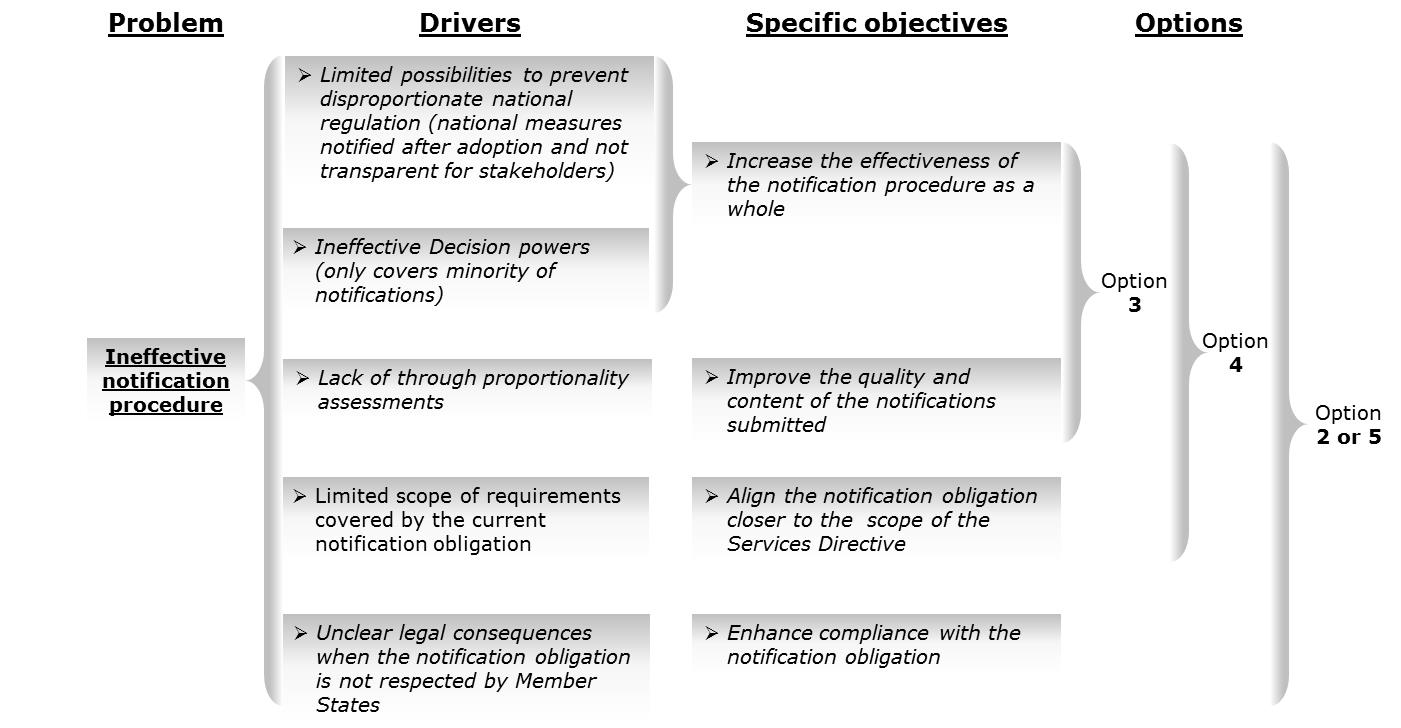 Problem
Drivers
Specific objectives
Options
Ineffective
notification
procedure
➢ Limited possibilities to prevent
disproportionate national
regulation (national measures
notified after adoption and not
transparent for stakeholders)
➢ Ineffective Decision powers
(only covers minority of
notifications)
➢ Lack of through proportionality
assessments
➢ Limited scope of requirements
covered by the current
notification obligation
➢ Unclear legal consequences
when the notification obligation
is not respected by Member
States
➢ Increase the effectiveness of
the notification procedure as a
whole
➢ Improve the quality and
content of the notifications
submitted
➢ Align the notification obligation
closer to the scope of the
Services Directive
➢ Enhance compliance with the
notification obligation
Option
3
Option
4
Option
2 or 5